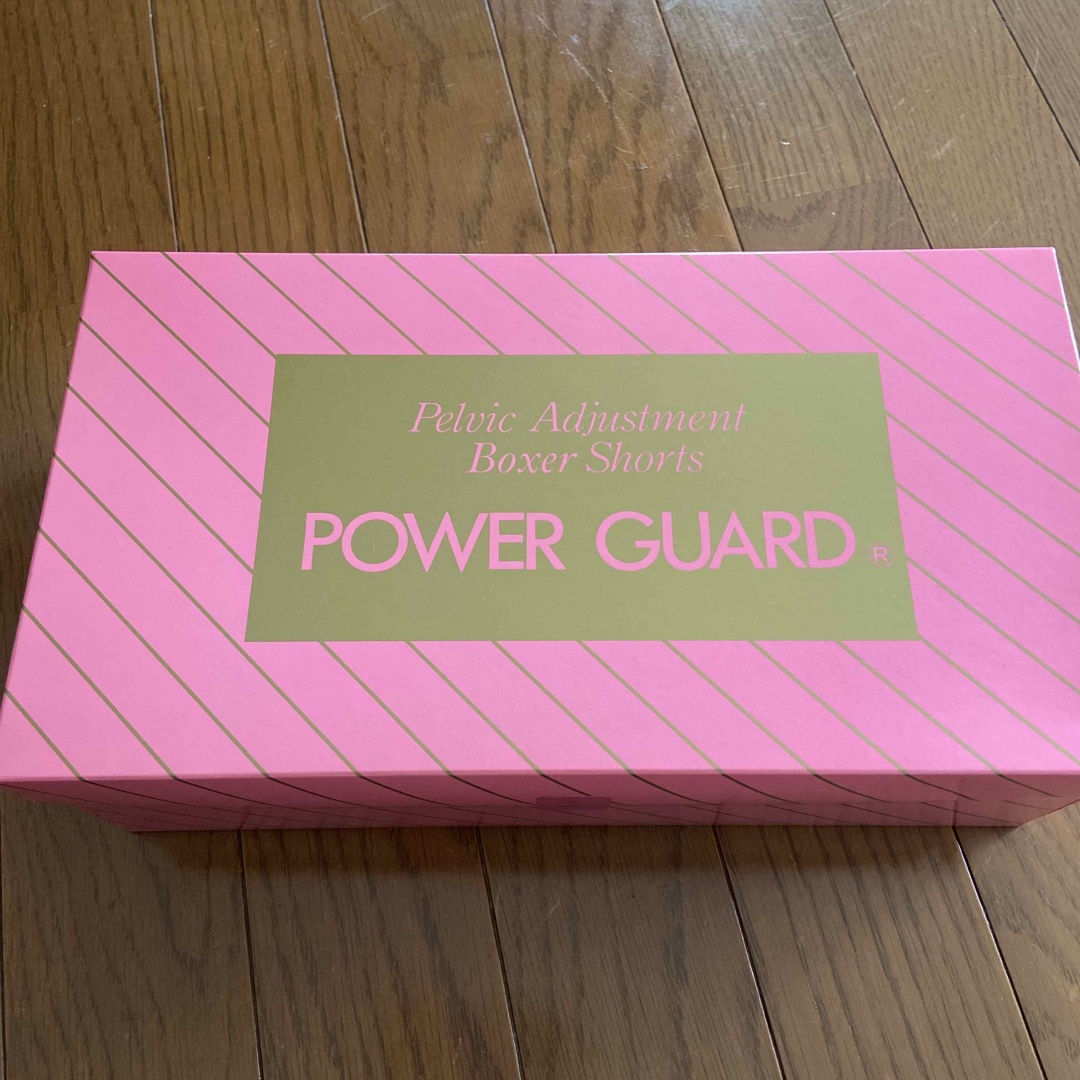 Pelvic Adjustment
Boxer Shorts
POWER GUARD R